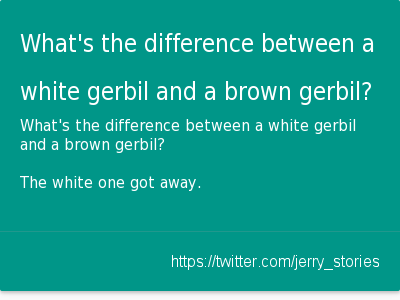 What's the difference between a
white gerbil and a brown gerbil?
What's the difference between a white gerbil
and a brown gerbil?
The white one got away.
https://twitter.com/jerry_stories